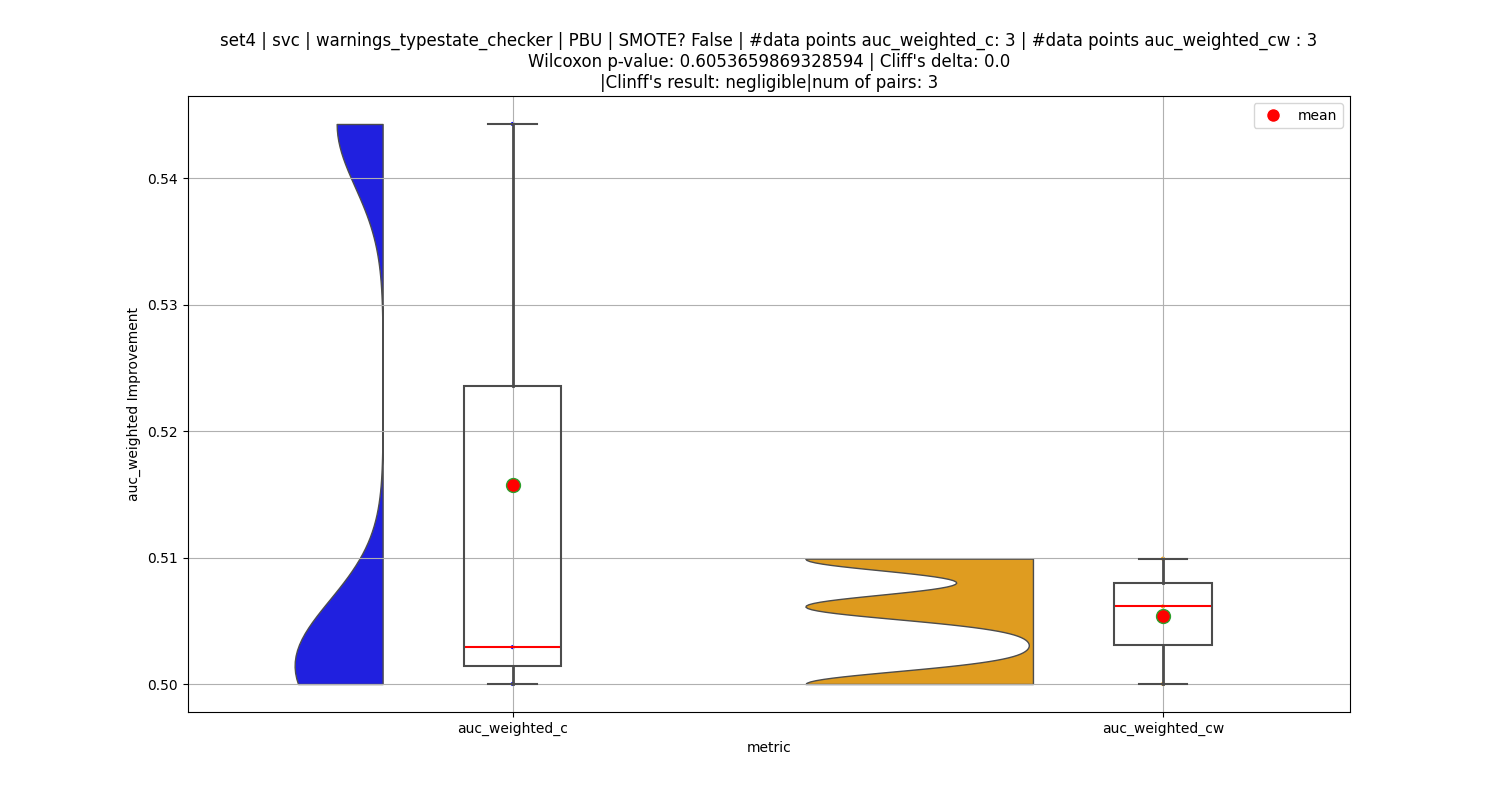 set4 | svc | warnings_typestate_checker | PBU | SMOTE? False | #data points auc_weighted_c: 3 | #data points auc_weighted_cw : 3
Wilcoxon p-value: 0.6053659869328594 | Cliff's delta: 0.0
|Clinff's result: negligible|num of pairs: 3
mean
0.54
0.53
0.52
0.51
0.50
auc_weighted Improvement
auc_weighted_c
auc_weighted_cw
metric